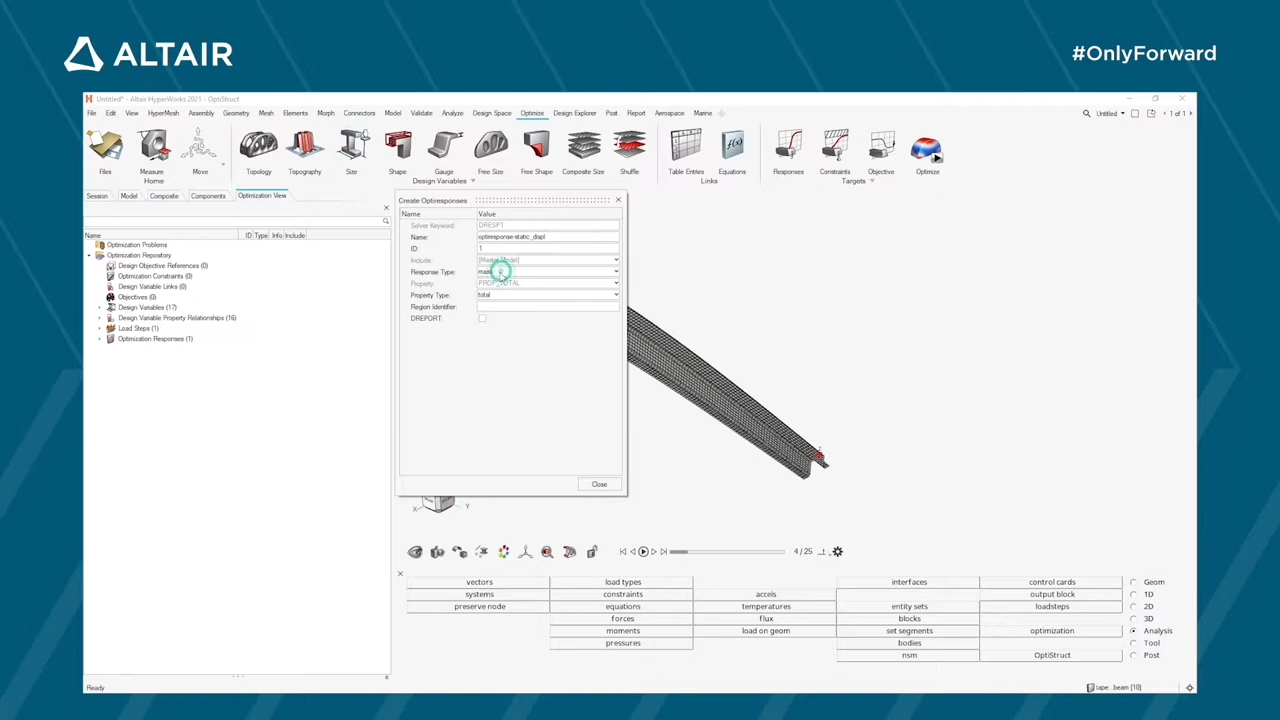 ALTAIR
#OnlyForward
Untitled* - Altair HyperWorks 2021 - OptiStruct
File Edit View HyperMesh Assembly Geometry Mesh Elements Morph Connectors Model Validate Composites Analyze Design Space Optimize Design Explorer Post Report Aerospace Marine
Untitled
1 of 1
Files Measure Move Topology Topography Size Shape Gauge Free Size Free Shape Composite Size Shuffle Table Entries Equations Responses Constraints Objective Optimize
Home Design Variables Links Targets
Session Model Composite Components Optimization View
Name ID Type Info Include
Optimization Problems
Optimization Repository
Design Objective References (0)
Optimization Constraints (0)
Design Variable Links (0)
Objectives (0)
Design Variables (17)
Design Variable Property Relationships (16)
Load Steps (1)
Optimization Responses (1)
Create Optiresponses
Name Value
Solver Keyword: DRESP1
Name: optiresponse-static_displ
ID: 1
Include: [Master Model]
Response Type:
Property: PROP_TOTAL
Property Type: total
Region Identifier:
DREPORT:
Close
X Y
4 / 25
vectors load types interfaces control cards Geom
systems constraints accels output block 1D
preserve node equations temperatures entity sets loadsteps 2D
forces flux blocks 3D
moments load on geom set segments optimization Analysis
pressures bodies Tool
nsm OptiStruct Post
Ready